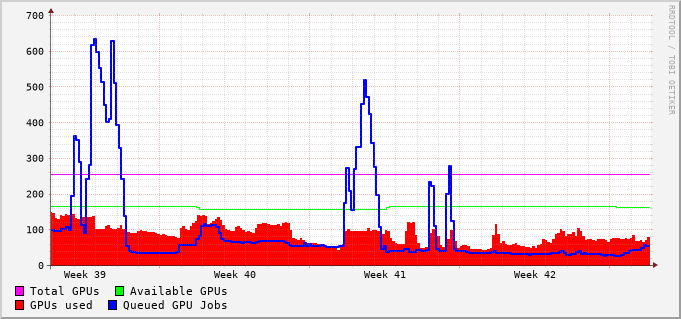 700
600
500
400
300
200
100
0
Week 39 Week 40 Week 41 Week 42
Total GPUs Available GPUs
GPUs used Queued GPU Jobs
RRDTOOL / TOBI OETIKER